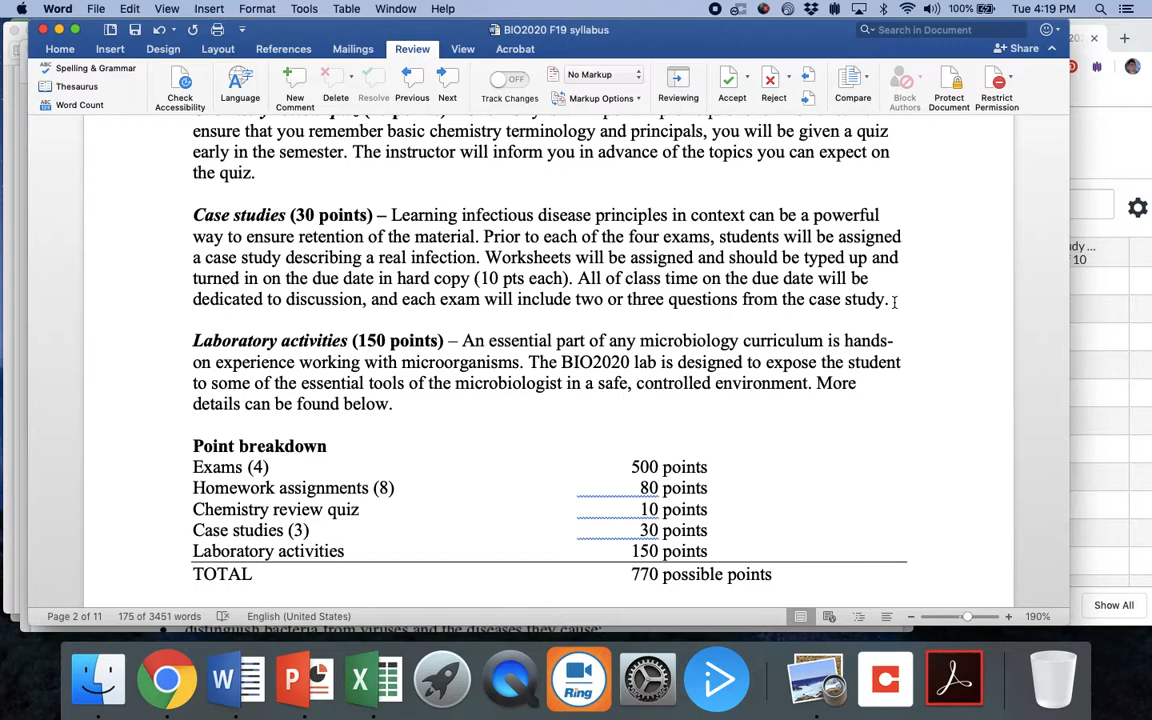 Word File Edit View Insert Format Tools Table Window Help 100% Tue 4:19 PM
BIO2020 F19 syllabus
Search in Document
Home Insert Design Layout References Mailings Review View Acrobat
Share
Spelling & Grammar
Thesaurus
Word Count
Check Accessibility
Language
New Comment
Delete
Resolve
Previous
Next
OFF
Track Changes
No Markup
Markup Options
Reviewing
Accept
Reject
Compare
Block Authors
Protect Document
Restrict Permission
ensure that you remember basic chemistry terminology and principals, you will be given a quiz
early in the semester. The instructor will inform you in advance of the topics you can expect on
the quiz.
Case studies (30 points) – Learning infectious disease principles in context can be a powerful
way to ensure retention of the material. Prior to each of the four exams, students will be assigned
a case study describing a real infection. Worksheets will be assigned and should be typed up and
turned in on the due date in hard copy (10 pts each). All of class time on the due date will be
dedicated to discussion, and each exam will include two or three questions from the case study.
Laboratory activities (150 points) – An essential part of any microbiology curriculum is hands-
on experience working with microorganisms. The BIO2020 lab is designed to expose the student
to some of the essential tools of the microbiologist in a safe, controlled environment. More
details can be found below.
Point breakdown
Exams (4) 500 points
Homework assignments (8) 80 points
Chemistry review quiz 10 points
Case studies (3) 30 points
Laboratory activities 150 points
TOTAL 770 possible points
Page 2 of 11 175 of 3451 words English (United States) 190%
distinguish bacteria from viruses and the diseases they cause;
of 10
Show All
Ring